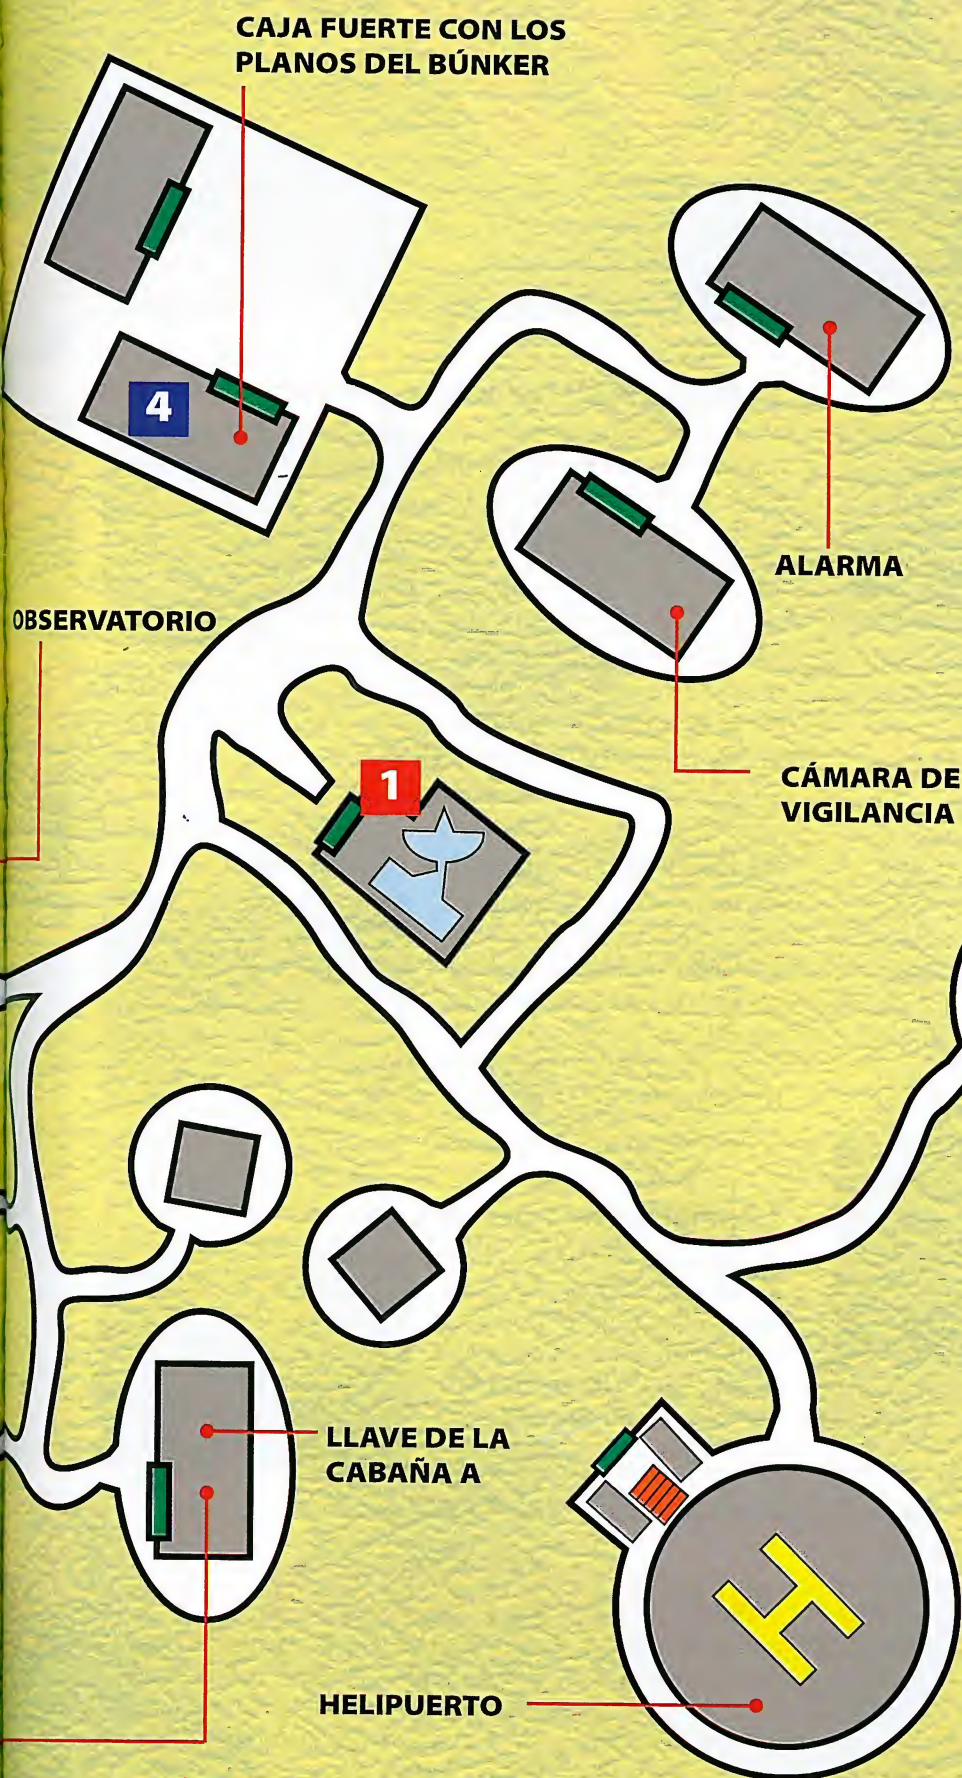 CAJA FUERTE CON LOS
PLANOS DEL BÚNKER
4
ALARMA
OBSERVATORIO
1
CÁMARA DE
VIGILANCIA
LLAVE DE LA
CABAÑA A
HELIPUERTO
H